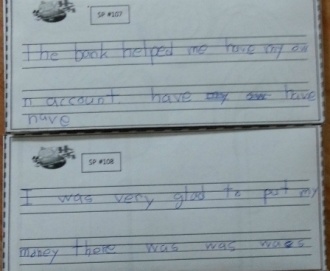 SP #107
The bank helped me have my ow
n account have have
have
SP #108
I was very glad to put my
money there was was was